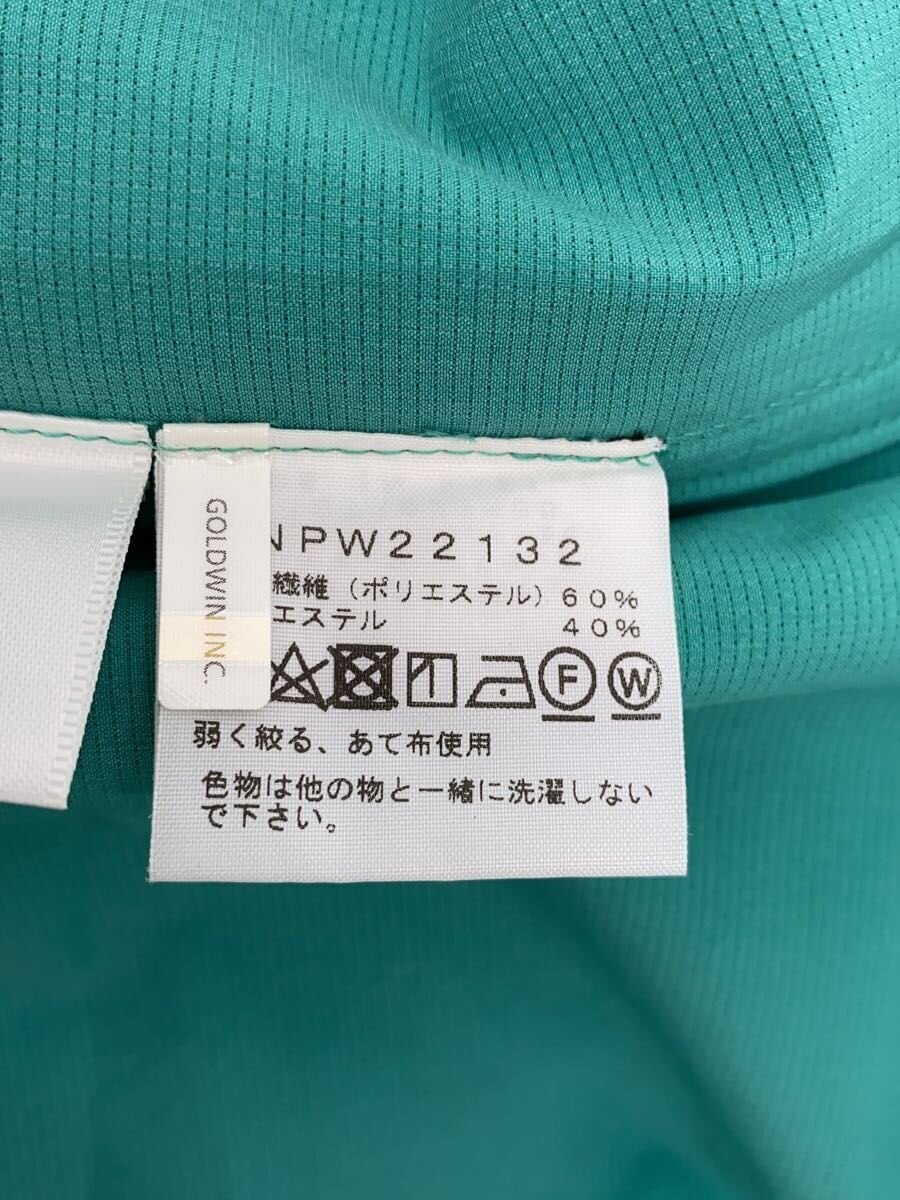 GOLDWIN INC.
NPW22132
繊維（ポリエステル）60%
エステル 40%
F W
弱く絞る、あて布使用
色物は他の物と一緒に洗濯しない
で下さい。